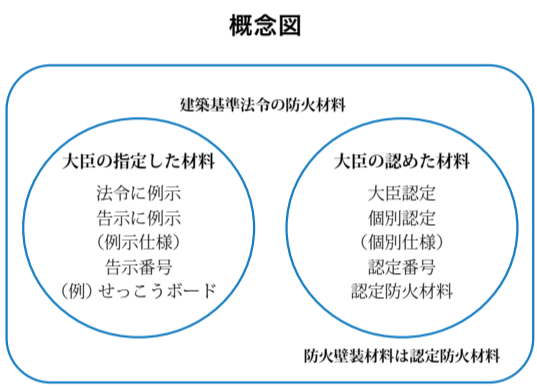 概念図
建築基準法令の防火材料
大臣の指定した材料
法令に例示
告示に例示
（例示仕様）
告示番号
（例）せっこうボード
大臣の認めた材料
大臣認定
個別認定
（個別仕様）
認定番号
認定防火材料
防火壁装材料は認定防火材料